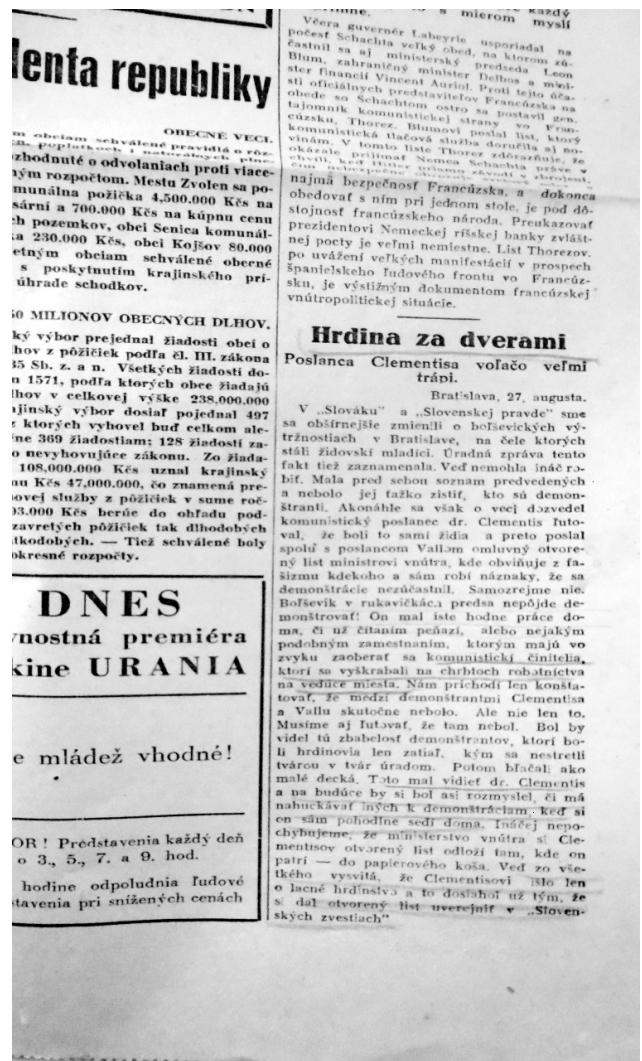 denta republiky
OBECNÉ VECI.
obciam schválené pravidlá o
zhodnuté o odvolaniach proti viace-
ným rozpočtom. Mestu Zvolen sa po-
munálna požička 4,500.000 Kčs na
sární a 700.000 Kčs na kúpnu cenu
h pozemkov, obci Senica komunál-
a 230.000 Kčs, obci Kojšov 80.000
etným obciam schválené obecné
s poskytnutím krajinského prí-
úhrade schodkov.
50 MILIONOV OBECNÝCH DLHOV.
ký výbor prejednal žiadosti obcí o
hov z pôžičiek podľa čl. III. zákona
35 Sb. z. a n. Všetkých žiadostí do-
n 1571, podľa ktorých obce žiadajú
lhov v celkovej výške 238,000.000
ajinský výbor dosiaľ pojednal 497
z ktorých vyhovel buď celkom ale-
ne 369 žiadostiam; 128 žiadostí za-
o nevyhovujúce zákonu. Zo žiada-
108,000.000 Kčs uznal krajinský
nu Kčs 47,000.000, čo znamená pre-
ovej služby z pôžičiek v sume roč-
03.000 Kčs berúc do ohľadu pod-
zavretých pôžičiek tak dlhodobých
tkodobých. — Tiež schválené boly
okresné rozpočty.
DNES
vnostná premiéra
kine URANIA
e mládež vhodné!
OR! Predstavenia každý deň
o 3., 5., 7. a 9. hod.
hodine odpoludnia ľudové
stavenia pri snížených cenách
s mierom myslí
Včera guvernér Labeyrie usporiadal na
počesť Schachta veľký obed, na ktorom zú-
častnil sa aj ministerský predseda Leon
Blum, zahraničný minister Delbos a mini-
ster financií Vincent Auriol. Proti tejto úča-
sti oficiálnych predstaviteľov Francúzska na
obede so Schachtom ostro sa postavil gen.
tajomník komunistickej strany vo Fran-
cúzsku, Thorez. Blumovi poslal list, ktorý
komunistická tlačová služba doručila aj no-
vinám. V tomto liste Thorez zdôrazňuje, že
okázale prijímať Nemca Schachta práve v
chvíli, keď
najmä bezpečnosť Francúzska, a dokonca
obedovať s ním pri jednom stole, je pod dô-
stojnosť francúzskeho národa. Preukazovať
prezidentovi Nemeckej ríšskej banky zvlášt-
nej pocty je veľmi nemiestne. List Thorezov.
po uvážení veľkých manifestácií v prospech
španielskeho ľudového frontu vo Francúz-
sku, je výstižným dokumentom francúzskej
vnútropolitickej situácie.
Hrdina za dverami
Poslanca Clementisa voľačo veľmi
trápi.
Bratislava, 27. augusta.
V „Slováku" a „Slovenskej pravde" sme
sa obšírnejšie zmienili o boľševických vý-
tržnostiach v Bratislave, na čele ktorých
stáli židovskí mladíci. Úradná zpráva tento
fakt tiež zaznamenala. Veď nemohla ináč ro-
biť. Mala pred sebou soznam predvedených
a nebolo jej ťažko zistiť, kto sú demon-
štranti. Akonáhle sa však o veci dozvedel
komunistický poslanec dr. Clementis ľuto-
val, že boli to samí židia a preto poslal
spolu s poslancom Vallom omluvný otvore-
ný list ministrovi vnútra, kde obviňuje z fa-
šizmu kdekoho a sám robí náznaky, že sa
demonštrácie nezúčastnil. Samozrejme nie.
Boľševik v rukavičkách predsa nepôjde de-
monštrovať! On mal iste hodne práce do-
ma, či už čítaním peňazí, alebo nejakým
podobným zamestnaním, ktorým majú vo
zvyku zaoberať sa komunistickí činitelia,
ktorí sa vyškrabali na chrbtoch robotníctva
na vedúce miesta. Nám prichodí len konšta-
tovať, že medzi demonštrantmi Clementisa
a Vallu skutočne nebolo. Ale nie len to.
Musíme aj ľutovať, že tam nebol. Bol by
videl tú zbabelosť demonštrantov, ktorí bo-
li hrdinovia len zatiaľ, kým sa nestretli
tvárou v tvár úradom. Potom bľačali ako
malé decká. Toto mal vidieť dr. Clementis
a na budúce by si bol asi rozmyslel, či má
nahuckávať iných k demonštráciam, keď si
on sám pohodlne sedí doma. Ináčej nepo-
chybujeme, že ministerstvo vnútra si Cle-
mentisov otvorený list odloží tam, kde on
patrí — do papierového koša. Veď zo vše-
tkého vysvitá, že Clementisovi išlo len
o lacné hrdinstvo a to dosiahol už tým, že
si dal otvorený list uverejniť v „Sloven-
ských zvestiach"